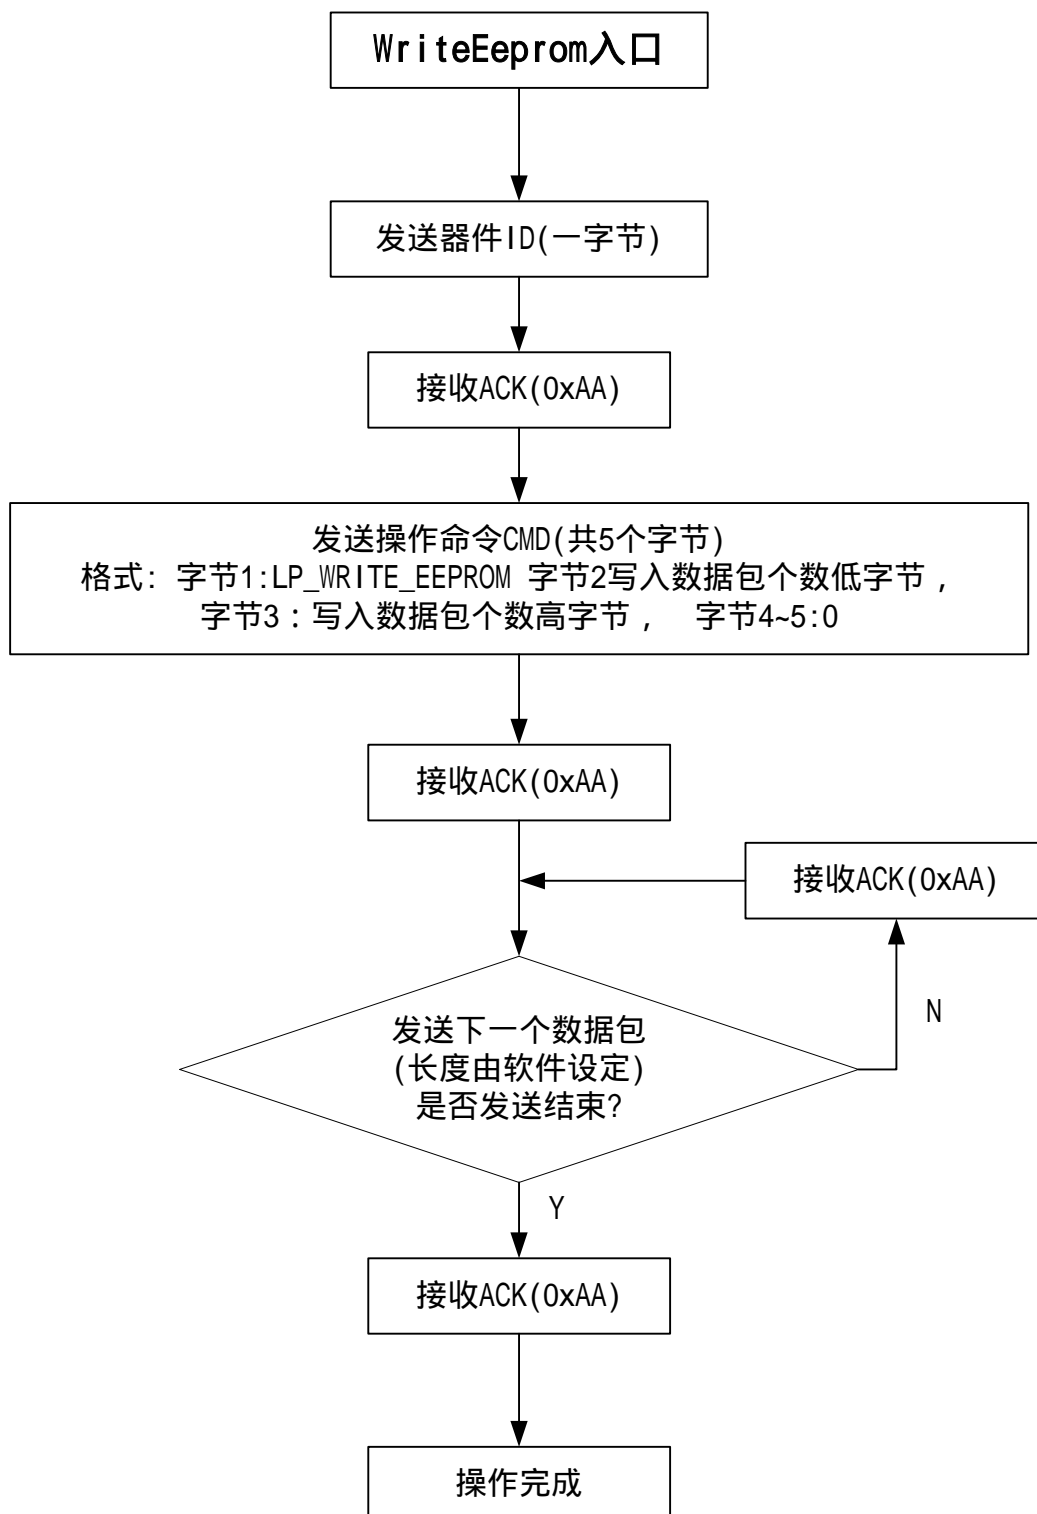 WriteEeprom入口
发送器件ID(一字节)
接收ACK(0xAA)
发送操作命令CMD(共5个字节)
格式: 字节1:LP_WRITE_EEPROM 字节2写入数据包个数低字节，
字节3：写入数据包个数高字节， 字节4~5:0
接收ACK(0xAA)
接收ACK(0xAA)
N
发送下一个数据包
(长度由软件设定)
是否发送结束?
Y
接收ACK(0xAA)
操作完成